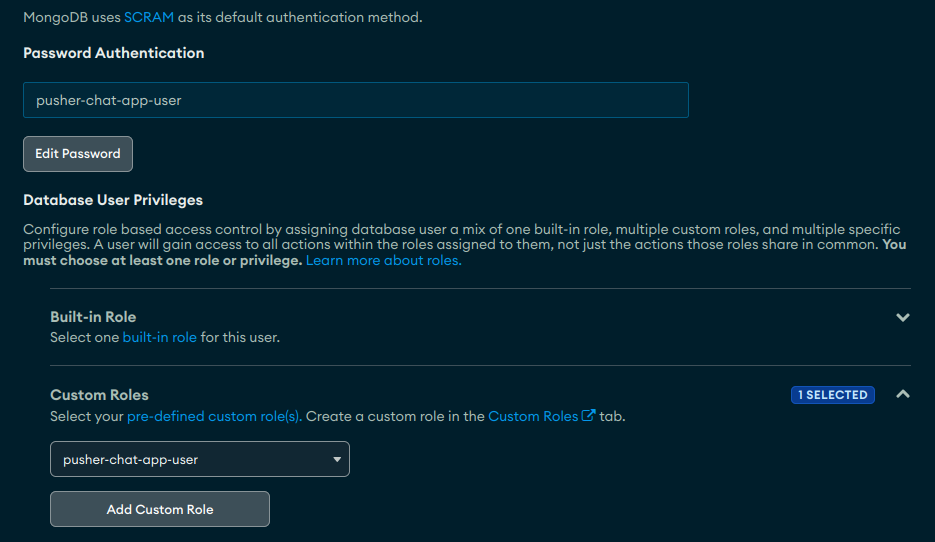 MongoDB uses SCRAM as its default authentication method.
Password Authentication
pusher-chat-app-user
Edit Password
Database User Privileges
Configure role based access control by assigning database user a mix of one built-in role, multiple custom roles, and multiple specific
privileges. A user will gain access to all actions within the roles assigned to them, not just the actions those roles share in common. You
must choose at least one role or privilege. Learn more about roles.
Built-in Role
Select one built-in role for this user.
Custom Roles
1 SELECTED
Select your pre-defined custom role(s). Create a custom role in the Custom Roles tab.
pusher-chat-app-user
Add Custom Role